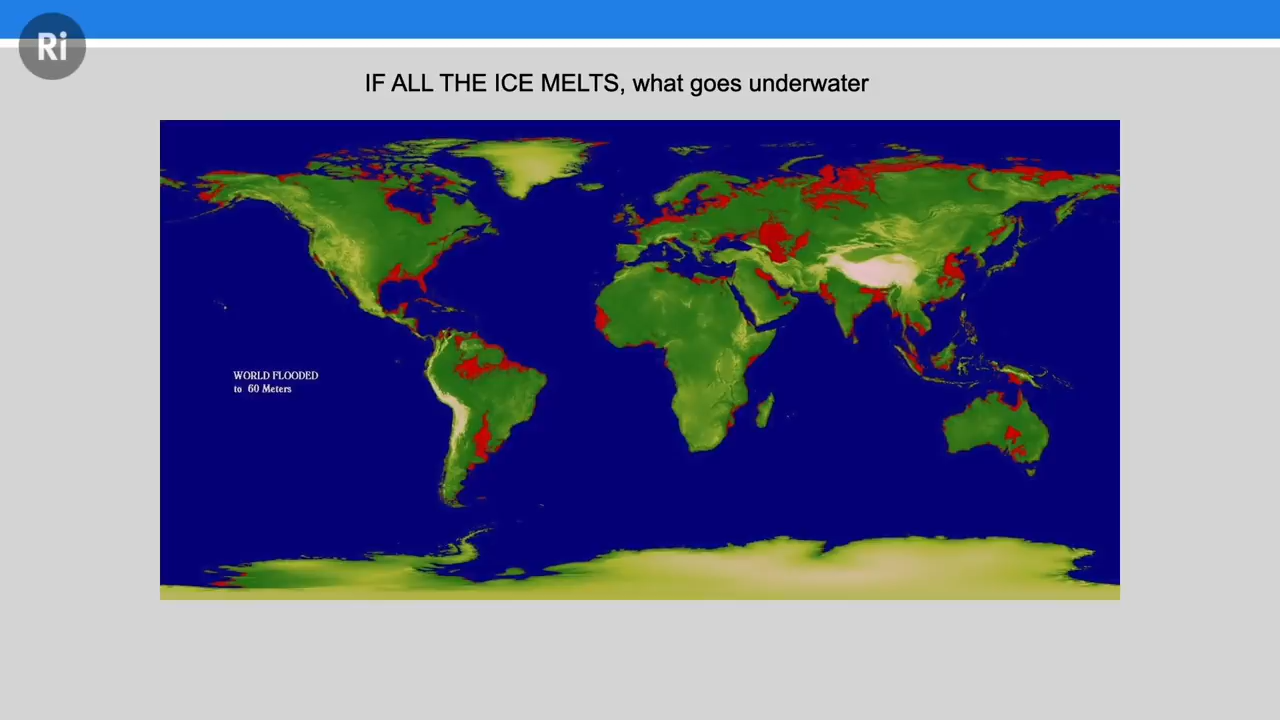 Ri
IF ALL THE ICE MELTS, what goes underwater
WORLD FLOODED
to 60 Meters